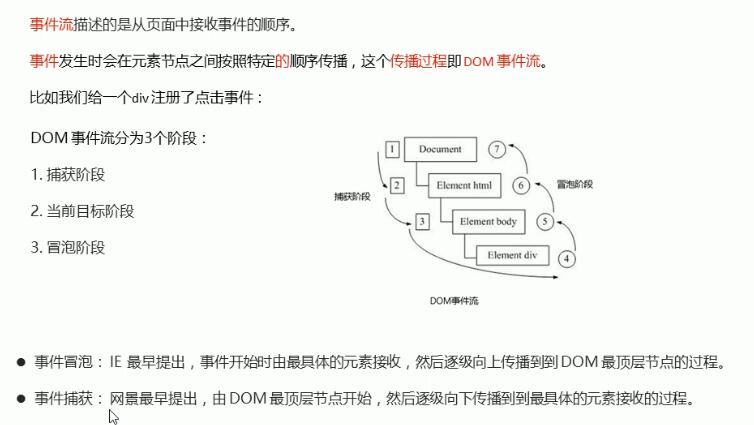 事件流描述的是从页面中接收事件的顺序。
事件发生时会在元素节点之间按照特定的顺序传播，这个传播过程即 DOM 事件流。
比如我们给一个div 注册了点击事件：
DOM 事件流分为3个阶段：
1. 捕获阶段
2. 当前目标阶段
3. 冒泡阶段
1 Document 7
2 Element html 6 冒泡阶段
捕获阶段
3 Element body 5
Element div 4
DOM事件流
● 事件冒泡： IE 最早提出，事件开始时由最具体的元素接收，然后逐级向上传播到到 DOM 最顶层节点的过程。
● 事件捕获： 网景最早提出，由 DOM 最顶层节点开始，然后逐级向下传播到到最具体的元素接收的过程。